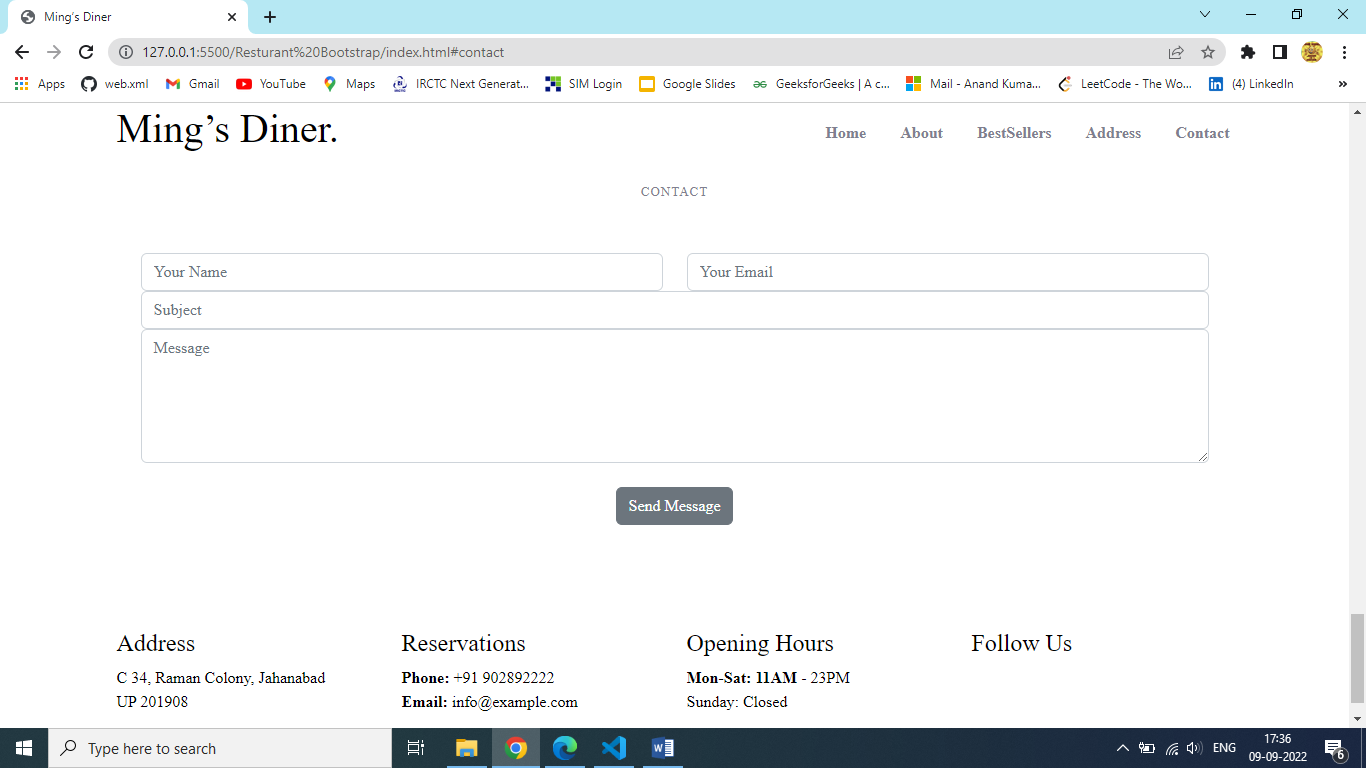 Ming's Diner
127.0.0.1:5500/Resturant%20Bootstrap/index.html#contact
Apps web.xml Gmail YouTube Maps IRCTC Next Generat... SIM Login Google Slides GeeksforGeeks | A c... Mail - Anand Kuma... LeetCode - The Wo... (4) LinkedIn »
Ming’s Diner. Home About BestSellers Address Contact
CONTACT
Your Name Your Email
Subject
Message
Send Message
Address Reservations Opening Hours Follow Us
C 34, Raman Colony, Jahanabad Phone: +91 902892222 Mon-Sat: 11AM - 23PM
UP 201908 Email: info@example.com Sunday: Closed
Type here to search ENG 17:36
09-09-2022 6